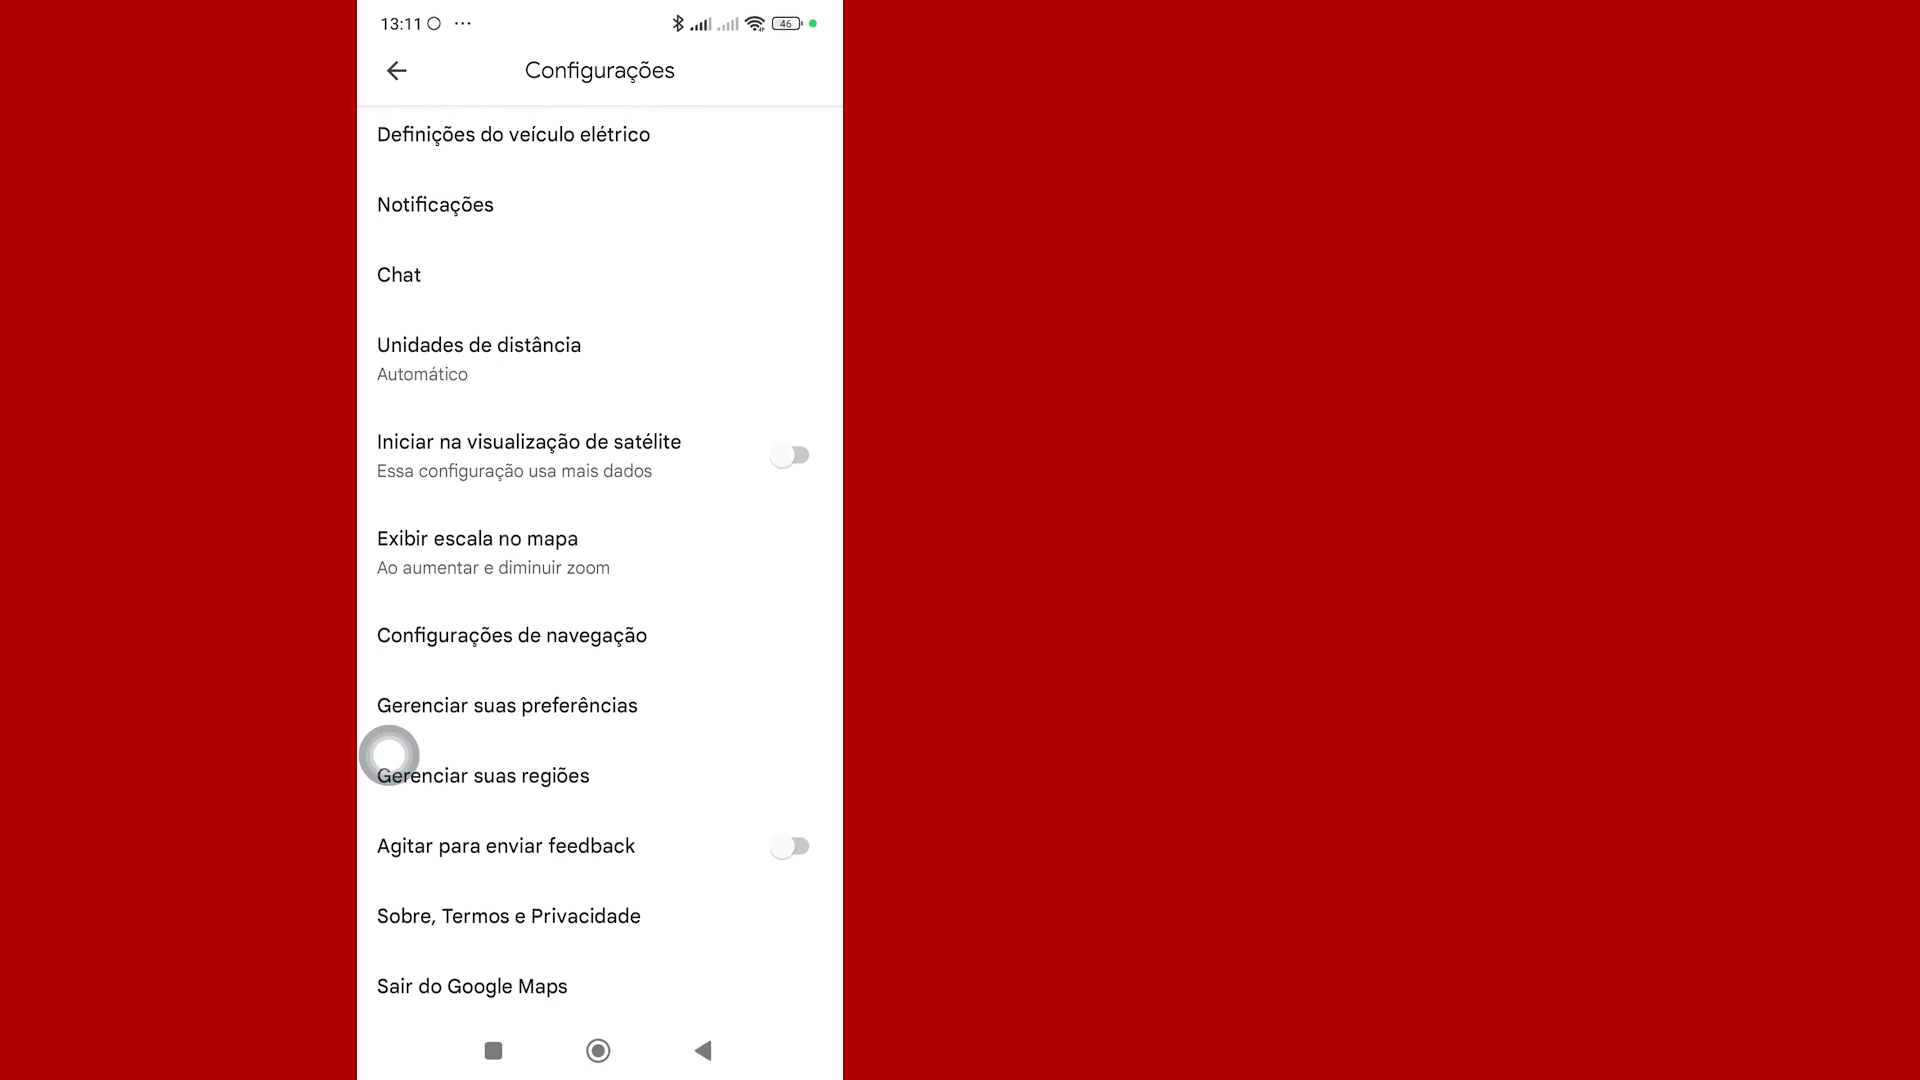 13:11
46
Configurações
Definições do veículo elétrico
Notificações
Chat
Unidades de distância
Automático
Iniciar na visualização de satélite
Essa configuração usa mais dados
Exibir escala no mapa
Ao aumentar e diminuir zoom
Configurações de navegação
Gerenciar suas preferências
Gerenciar suas regiões
Agitar para enviar feedback
Sobre, Termos e Privacidade
Sair do Google Maps